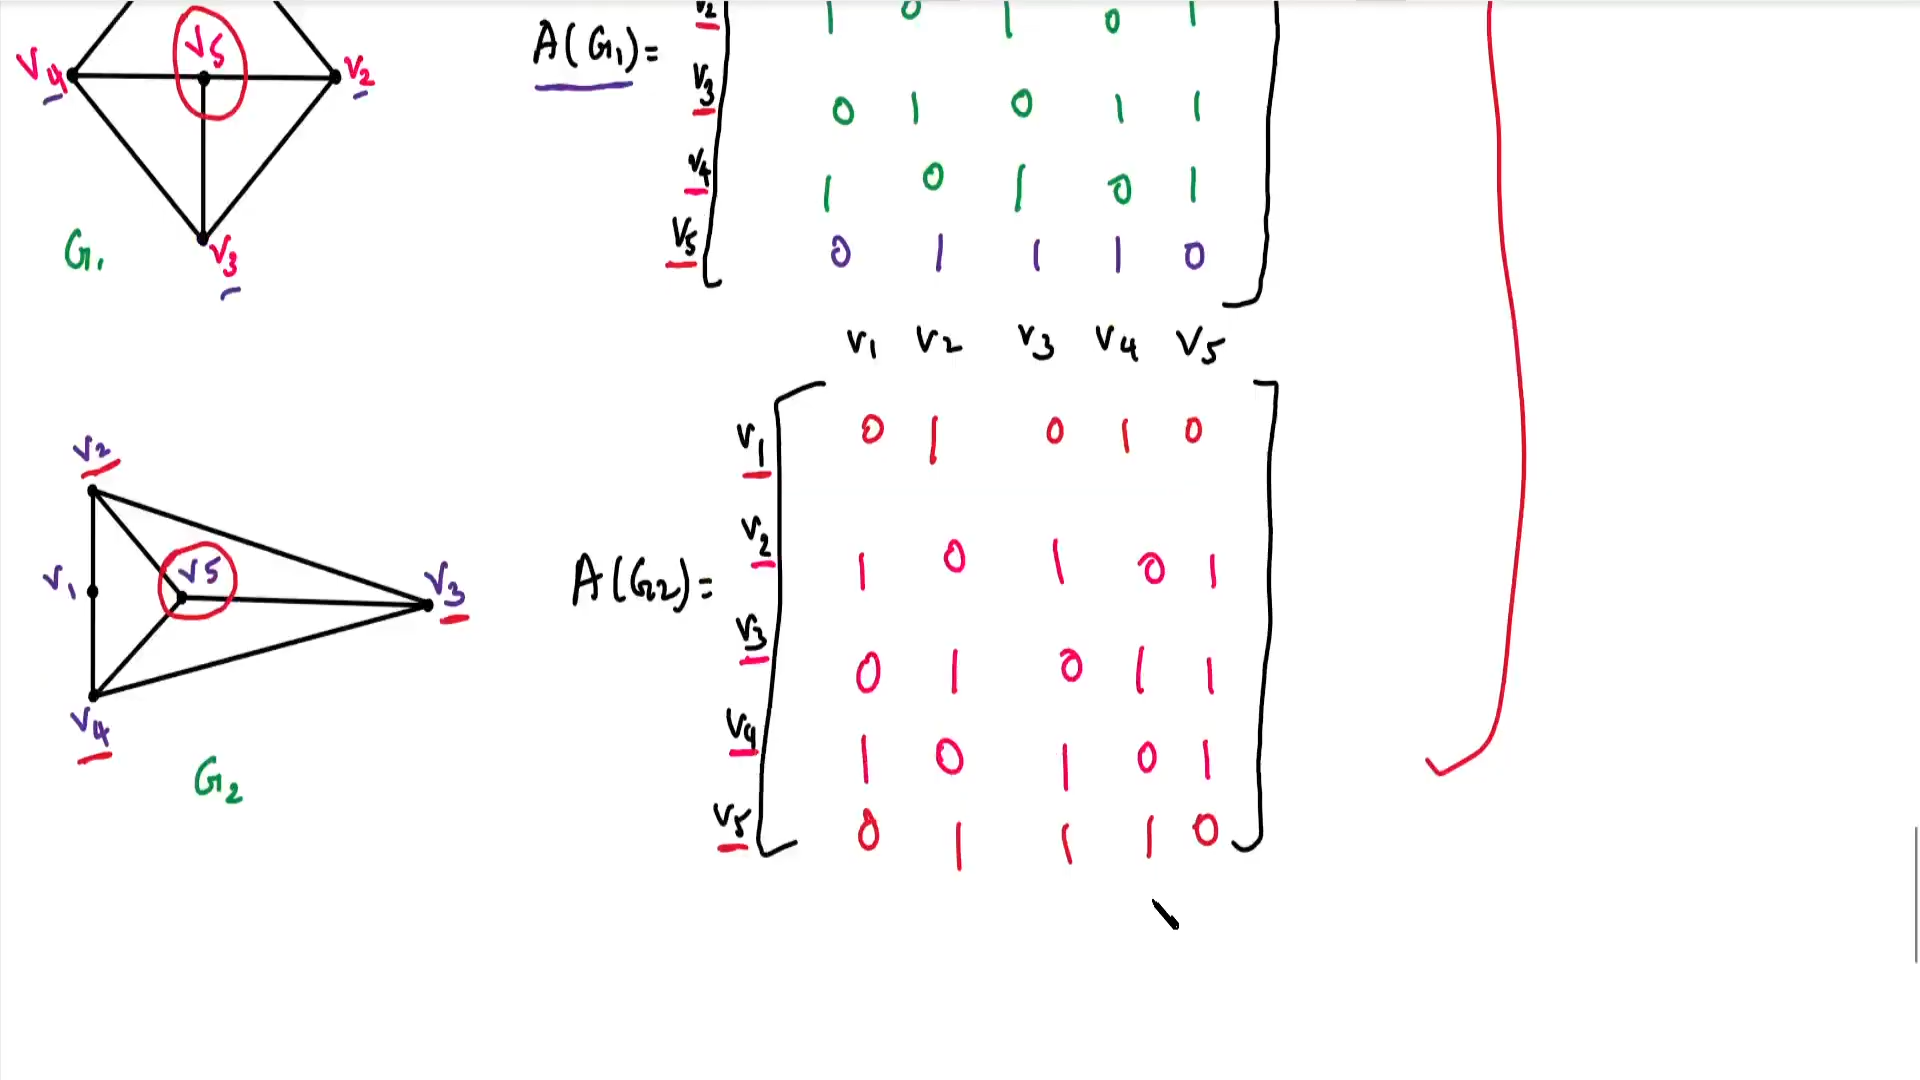 v2 1 0 1 0 1
V5
V4 V2
A(G1)=
V3 0 1 0 1 1
V4 1 0 1 0 1
V5 0 1 1 1 0
G1
V3
V1 V2 V3 V4 V5
V1 0 1 0 1 0
V2
V2 1 0 1 0 1
V1 V5 V3
A(G2)=
V3 0 1 0 1 1
V4
V4 1 0 1 0 1
G2
V5 0 1 1 1 0